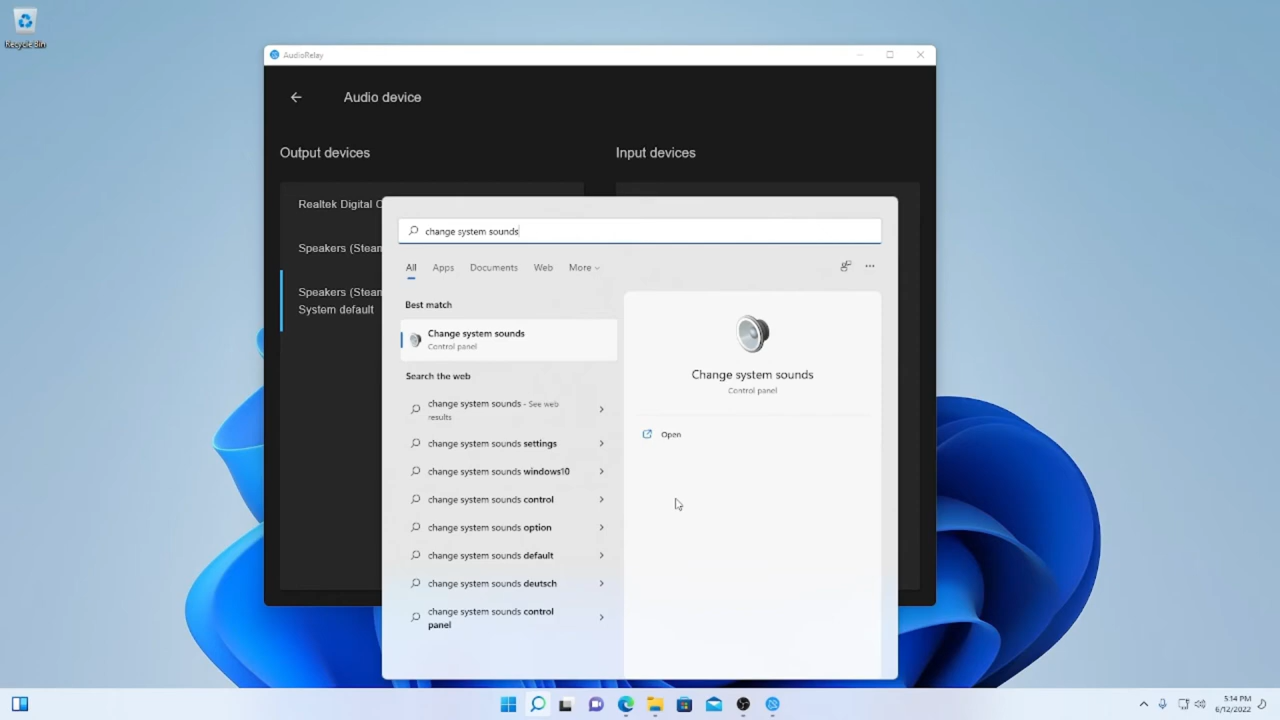 Recycle Bin
AudioRelay
Audio device
Output devices
Input devices
Realtek Digital
Speakers (Steam
Speakers (Steam
System default
change system sounds
All Apps Documents Web More
Best match
Change system sounds
Control panel
Search the web
change system sounds - See web
results
change system sounds settings
change system sounds windows10
change system sounds control
change system sounds option
change system sounds default
change system sounds deutsch
change system sounds control
panel
Change system sounds
Control panel
Open
5:14 PM
6/12/2022